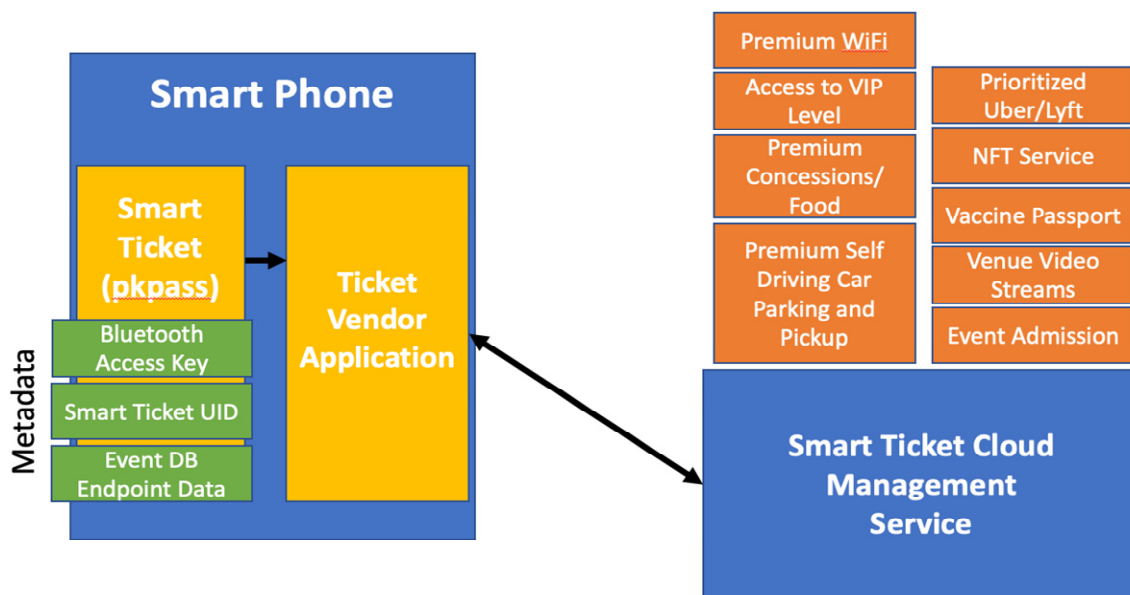 Smart Phone
Smart
Ticket
(pkpass)
Ticket
Vendor
Application
Metadata
Bluetooth
Access Key
Smart Ticket UID
Event DB
Endpoint Data
Premium WiFi
Access to VIP
Level
Premium
Concessions/
Food
Premium Self
Driving Car
Parking and
Pickup
Prioritized
Uber/Lyft
NFT Service
Vaccine Passport
Venue Video
Streams
Event Admission
Smart Ticket Cloud
Management
Service